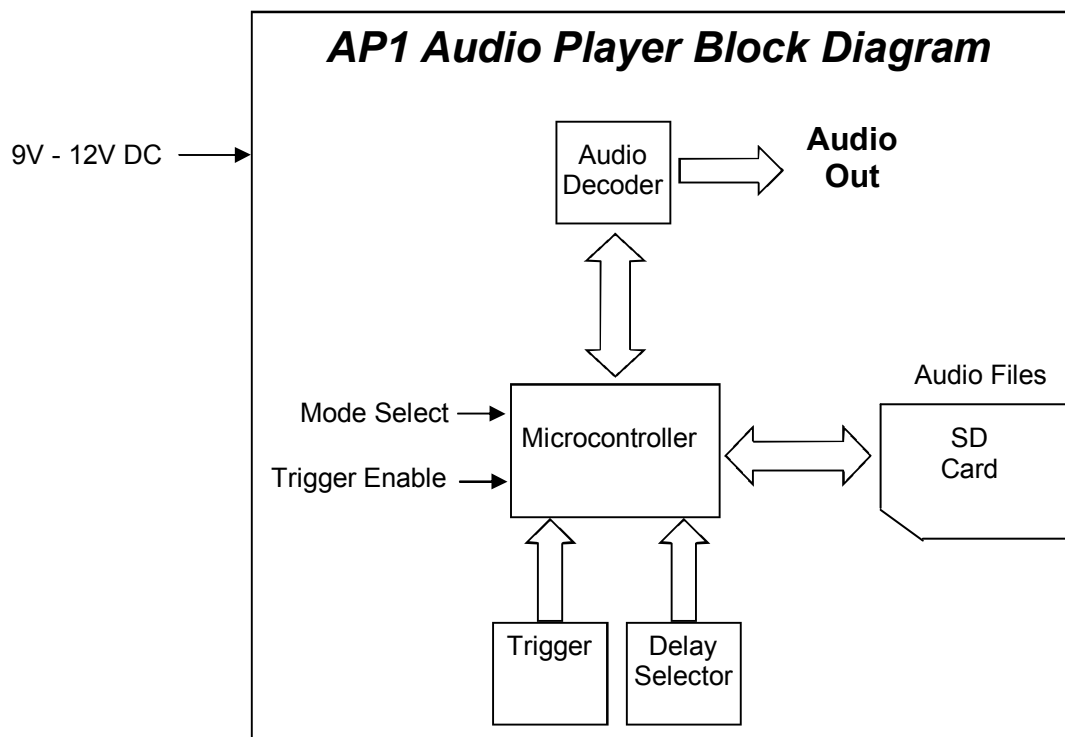 AP1 Audio Player Block Diagram
9V - 12V DC
Audio
Decoder
Audio
Out
Mode Select
Trigger Enable
Microcontroller
Audio Files
SD
Card
Trigger
Delay
Selector